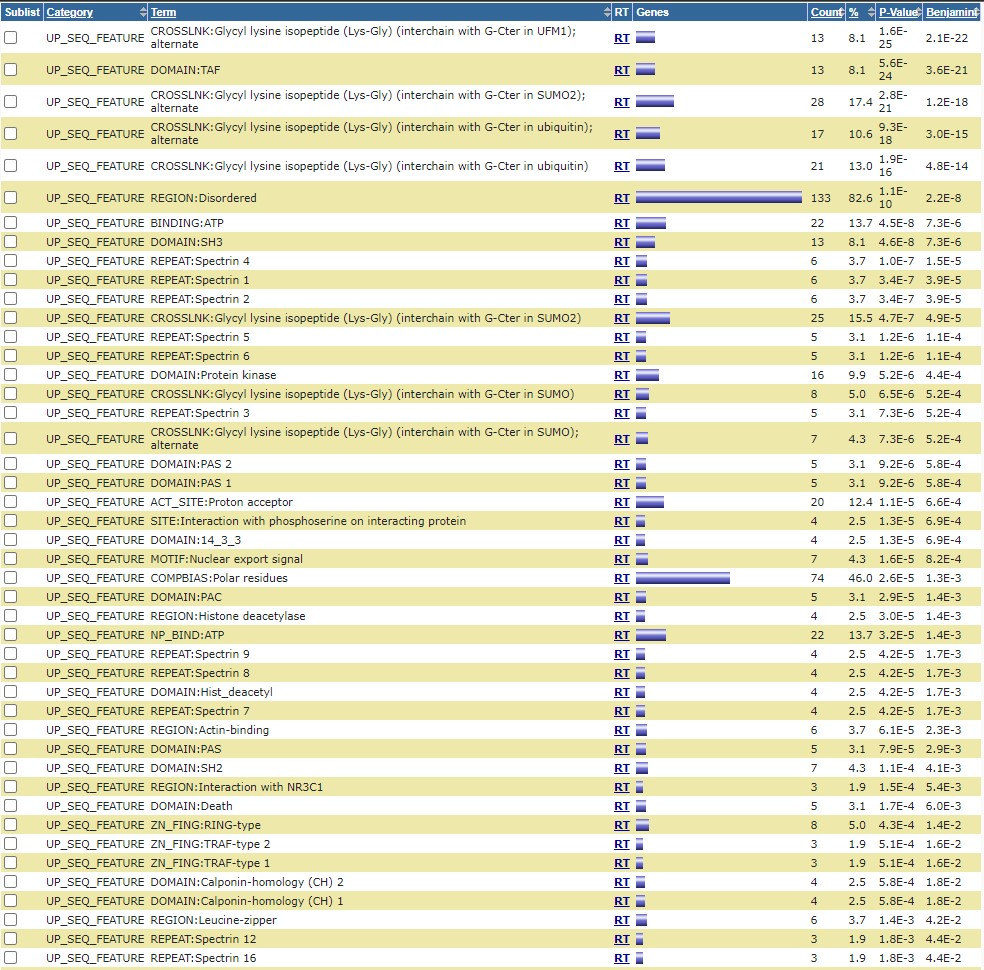 Sublist Category Term RT Genes Count % P-Value Benjamini
UP_SEQ_FEATURE CROSSLNK:Glycyl lysine isopeptide (Lys-Gly) (interchain with G-Cter in UFM1); alternate RT 13 8.1 1.6E-25 2.1E-22
UP_SEQ_FEATURE DOMAIN:TAF RT 13 8.1 5.6E-24 3.6E-21
UP_SEQ_FEATURE CROSSLNK:Glycyl lysine isopeptide (Lys-Gly) (interchain with G-Cter in SUMO2); alternate RT 28 17.4 2.8E-21 1.2E-18
UP_SEQ_FEATURE CROSSLNK:Glycyl lysine isopeptide (Lys-Gly) (interchain with G-Cter in ubiquitin); alternate RT 17 10.6 9.3E-18 3.0E-15
UP_SEQ_FEATURE CROSSLNK:Glycyl lysine isopeptide (Lys-Gly) (interchain with G-Cter in ubiquitin) RT 21 13.0 1.9E-16 4.8E-14
UP_SEQ_FEATURE REGION:Disordered RT 133 82.6 1.1E-10 2.2E-8
UP_SEQ_FEATURE BINDING:ATP RT 22 13.7 4.5E-8 7.3E-6
UP_SEQ_FEATURE DOMAIN:SH3 RT 13 8.1 4.6E-8 7.3E-6
UP_SEQ_FEATURE REPEAT:Spectrin 4 RT 6 3.7 1.0E-7 1.5E-5
UP_SEQ_FEATURE REPEAT:Spectrin 1 RT 6 3.7 3.4E-7 3.9E-5
UP_SEQ_FEATURE REPEAT:Spectrin 2 RT 6 3.7 3.4E-7 3.9E-5
UP_SEQ_FEATURE CROSSLNK:Glycyl lysine isopeptide (Lys-Gly) (interchain with G-Cter in SUMO2) RT 25 15.5 4.7E-7 4.9E-5
UP_SEQ_FEATURE REPEAT:Spectrin 5 RT 5 3.1 1.2E-6 1.1E-4
UP_SEQ_FEATURE REPEAT:Spectrin 6 RT 5 3.1 1.2E-6 1.1E-4
UP_SEQ_FEATURE DOMAIN:Protein kinase RT 16 9.9 5.2E-6 4.4E-4
UP_SEQ_FEATURE CROSSLNK:Glycyl lysine isopeptide (Lys-Gly) (interchain with G-Cter in SUMO) RT 8 5.0 6.5E-6 5.2E-4
UP_SEQ_FEATURE REPEAT:Spectrin 3 RT 5 3.1 7.3E-6 5.2E-4
UP_SEQ_FEATURE CROSSLNK:Glycyl lysine isopeptide (Lys-Gly) (interchain with G-Cter in SUMO); alternate RT 7 4.3 7.3E-6 5.2E-4
UP_SEQ_FEATURE DOMAIN:PAS 2 RT 5 3.1 9.2E-6 5.8E-4
UP_SEQ_FEATURE DOMAIN:PAS 1 RT 5 3.1 9.2E-6 5.8E-4
UP_SEQ_FEATURE ACT_SITE:Proton acceptor RT 20 12.4 1.1E-5 6.6E-4
UP_SEQ_FEATURE SITE:Interaction with phosphoserine on interacting protein RT 4 2.5 1.3E-5 6.9E-4
UP_SEQ_FEATURE DOMAIN:14_3_3 RT 4 2.5 1.3E-5 6.9E-4
UP_SEQ_FEATURE MOTIF:Nuclear export signal RT 7 4.3 1.6E-5 8.2E-4
UP_SEQ_FEATURE COMPBIAS:Polar residues RT 74 46.0 2.6E-5 1.3E-3
UP_SEQ_FEATURE DOMAIN:PAC RT 5 3.1 2.9E-5 1.4E-3
UP_SEQ_FEATURE REGION:Histone deacetylase RT 4 2.5 3.0E-5 1.4E-3
UP_SEQ_FEATURE NP_BIND:ATP RT 22 13.7 3.2E-5 1.4E-3
UP_SEQ_FEATURE REPEAT:Spectrin 9 RT 4 2.5 4.2E-5 1.7E-3
UP_SEQ_FEATURE REPEAT:Spectrin 8 RT 4 2.5 4.2E-5 1.7E-3
UP_SEQ_FEATURE DOMAIN:Hist_deacetyl RT 4 2.5 4.2E-5 1.7E-3
UP_SEQ_FEATURE REPEAT:Spectrin 7 RT 4 2.5 4.2E-5 1.7E-3
UP_SEQ_FEATURE REGION:Actin-binding RT 6 3.7 6.1E-5 2.3E-3
UP_SEQ_FEATURE DOMAIN:PAS RT 5 3.1 7.9E-5 2.9E-3
UP_SEQ_FEATURE DOMAIN:SH2 RT 7 4.3 1.1E-4 4.1E-3
UP_SEQ_FEATURE REGION:Interaction with NR3C1 RT 3 1.9 1.5E-4 5.4E-3
UP_SEQ_FEATURE DOMAIN:Death RT 5 3.1 1.7E-4 6.0E-3
UP_SEQ_FEATURE ZN_FING:RING-type RT 8 5.0 4.3E-4 1.4E-2
UP_SEQ_FEATURE ZN_FING:TRAF-type 2 RT 3 1.9 5.1E-4 1.6E-2
UP_SEQ_FEATURE ZN_FING:TRAF-type 1 RT 3 1.9 5.1E-4 1.6E-2
UP_SEQ_FEATURE DOMAIN:Calponin-homology (CH) 2 RT 4 2.5 5.8E-4 1.8E-2
UP_SEQ_FEATURE DOMAIN:Calponin-homology (CH) 1 RT 4 2.5 5.8E-4 1.8E-2
UP_SEQ_FEATURE REGION:Leucine-zipper RT 6 3.7 1.4E-3 4.2E-2
UP_SEQ_FEATURE REPEAT:Spectrin 12 RT 3 1.9 1.8E-3 4.4E-2
UP_SEQ_FEATURE REPEAT:Spectrin 16 RT 3 1.9 1.8E-3 4.4E-2